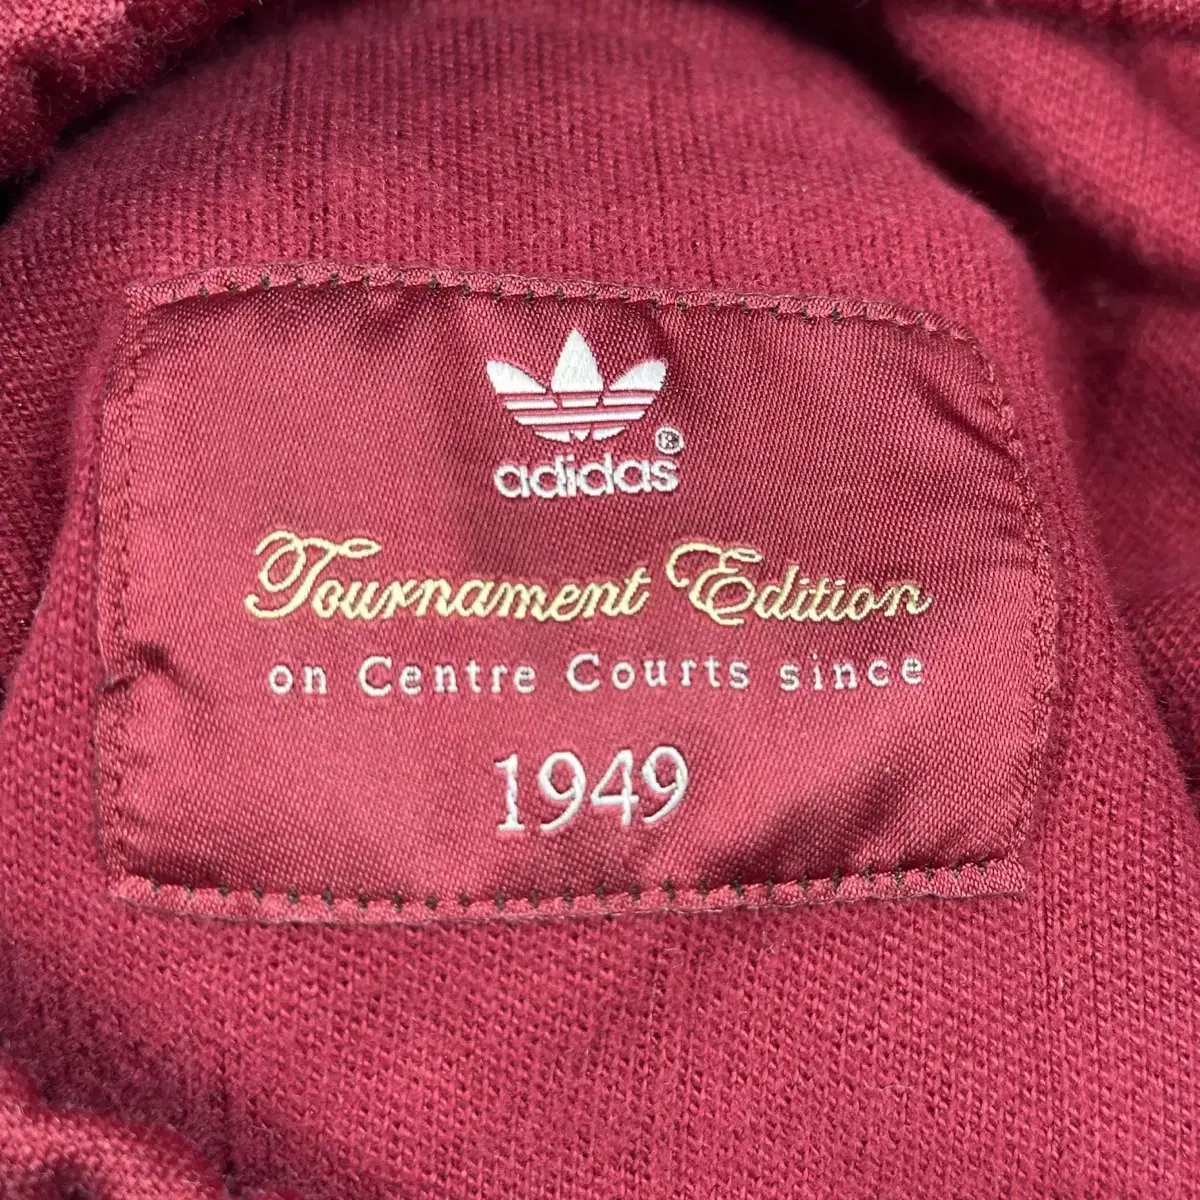 adidas®
Tournament Edition
on Centre Courts since
1949